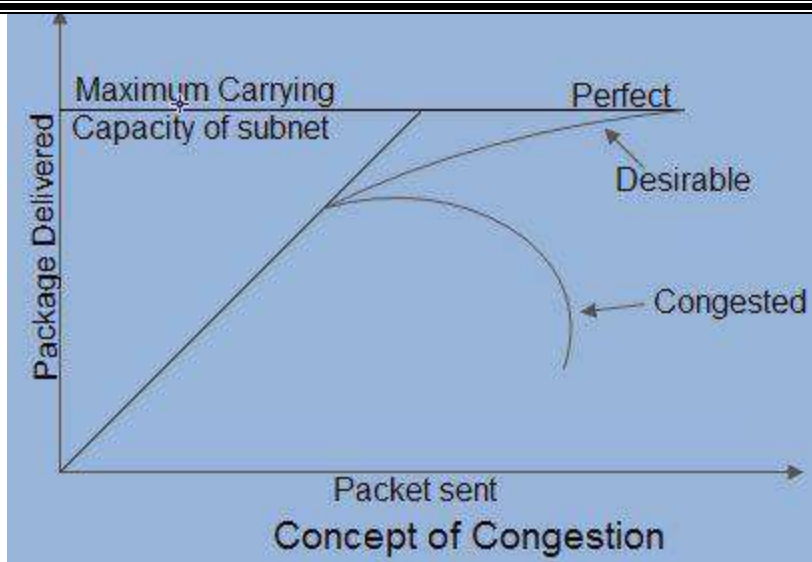 Maximum Carrying
Capacity of subnet
Perfect
Desirable
Congested
Package Delivered
Packet sent
Concept of Congestion